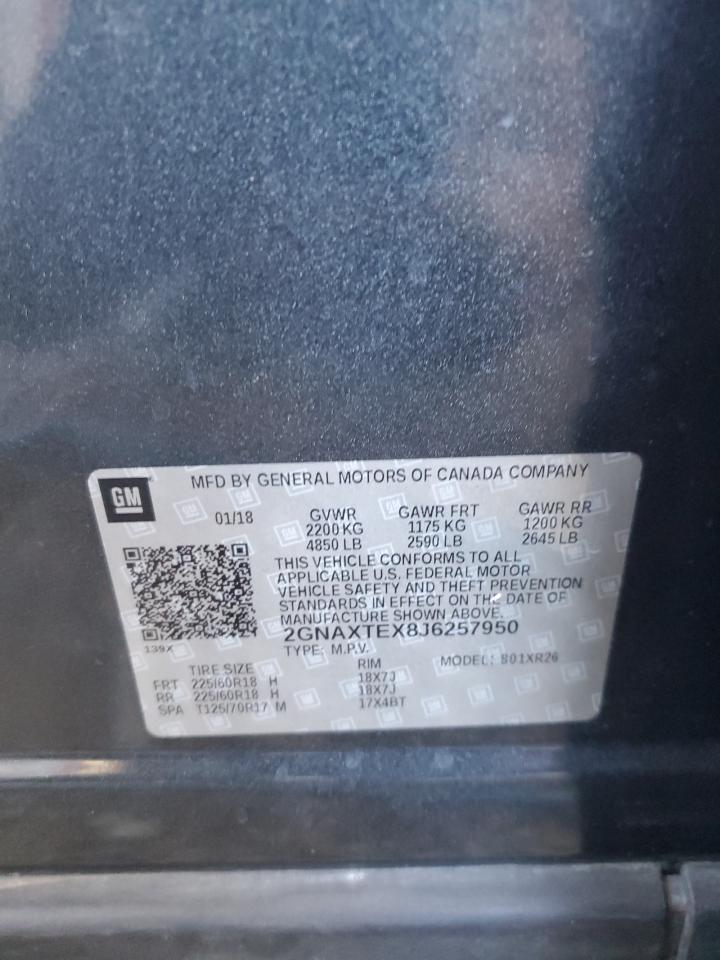 MFD BY GENERAL MOTORS OF CANADA COMPANY
GM
01/18 GVWR GAWR FRT GAWR RR
2200 KG 1175 KG 1200 KG
4850 LB 2590 LB 2645 LB
THIS VEHICLE CONFORMS TO ALL
APPLICABLE U.S. FEDERAL MOTOR
VEHICLE SAFETY AND THEFT PREVENTION
STANDARDS IN EFFECT ON THE DATE OF
MANUFACTURE SHOWN ABOVE.
2GNAXTEX8J6257950
139X TYPE: M.P.V.
TIRE SIZE RIM MODEL: S01XR26
FRT 225/60R18 H 18X7J
RR 225/60R18 H 18X7J
SPA T125/70R17 M 17X4BT